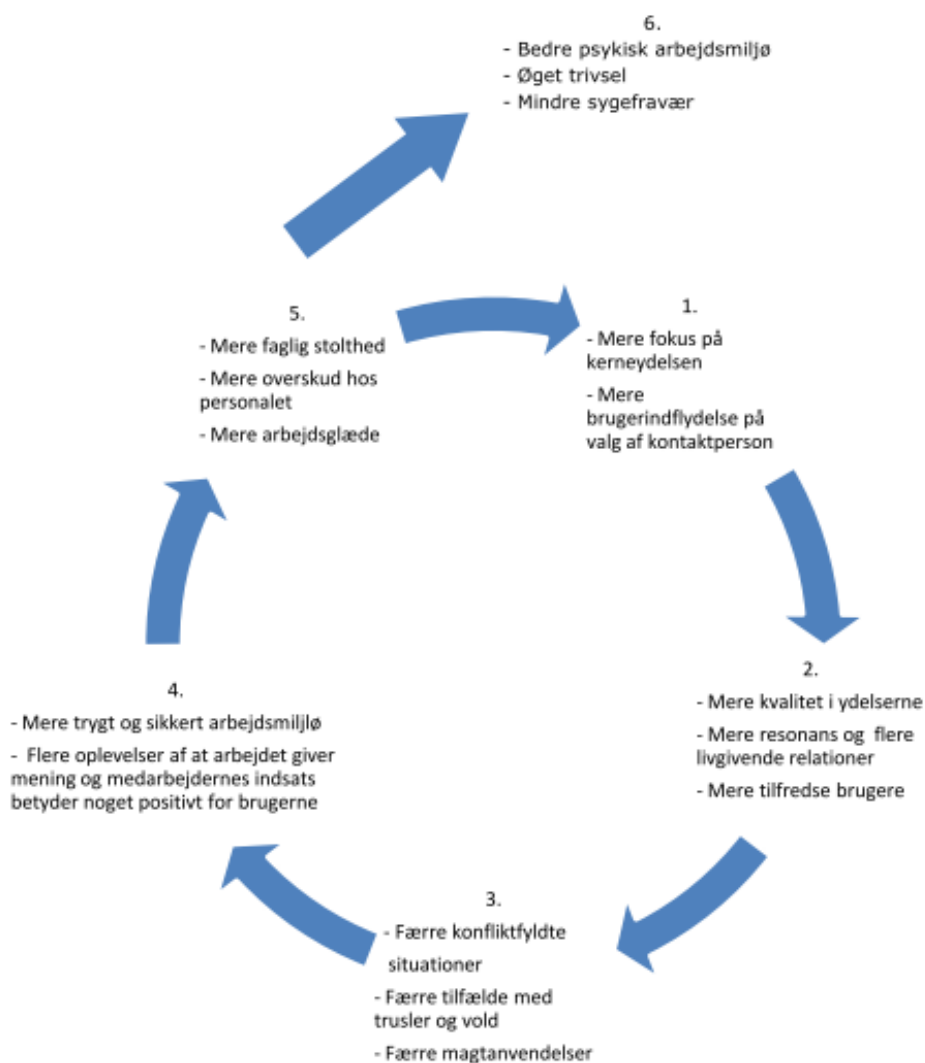 6.
- Bedre psykisk arbejdsmiljø
- Øget trivsel
- Mindre sygefravær
1.
- Mere fokus på
kerneydelsen
- Mere
brugerindflydelse på
valg af kontaktperson
2.
- Mere kvalitet i ydelserne
- Mere resonans og flere
livgivende relationer
- Mere tilfredse brugere
3.
- Færre konfliktfyldte
situationer
- Færre tilfælde med
trusler og vold
- Færre magtanvendelser
4.
- Mere trygt og sikkert arbejdsmiljlø
- Flere oplevelser af at arbejdet giver
mening og medarbejdernes indsats
betyder noget positivt for brugerne
5.
- Mere faglig stolthed
- Mere overskud hos
personalet
- Mere arbejdsglæde